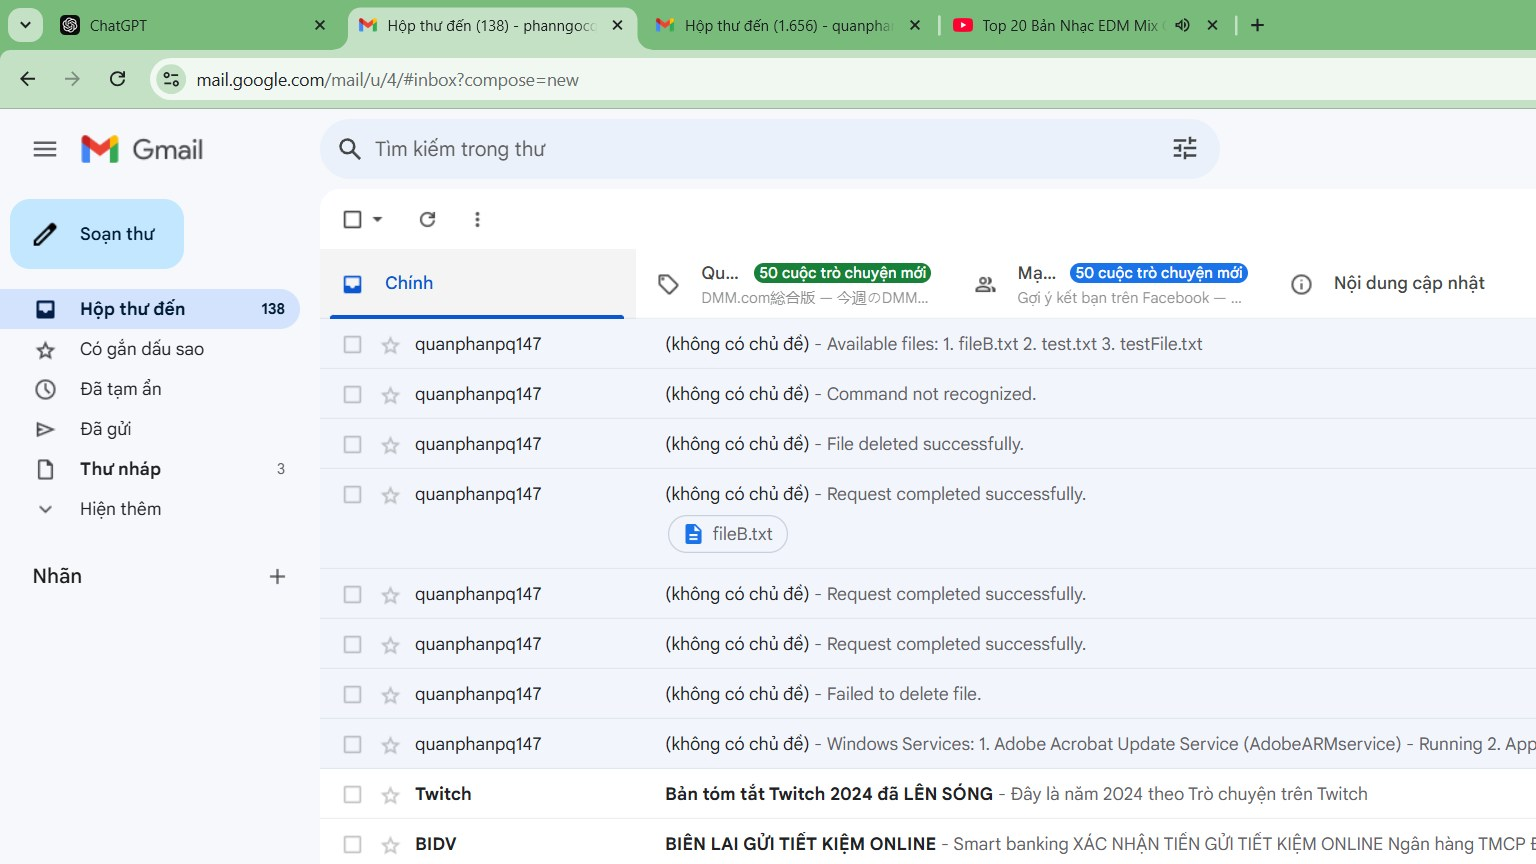 ChatGPT
Hộp thư đến (138) - phanngocq
Hộp thư đến (1.656) - quanphan
Top 20 Bản Nhạc EDM Mix
mail.google.com/mail/u/4/#inbox?compose=new
Gmail
Tìm kiếm trong thư
Soạn thư
Hộp thư đến 138
Có gắn dấu sao
Đã tạm ẩn
Đã gửi
Thư nháp 3
Hiện thêm
Nhãn
Chính
Qu... 50 cuộc trò chuyện mới
DMM.com総合版 — 今週のDMM...
Mạ... 50 cuộc trò chuyện mới
Gợi ý kết bạn trên Facebook — ...
Nội dung cập nhật
quanphanpq147 (không có chủ đề) - Available files: 1. fileB.txt 2. test.txt 3. testFile.txt
quanphanpq147 (không có chủ đề) - Command not recognized.
quanphanpq147 (không có chủ đề) - File deleted successfully.
quanphanpq147 (không có chủ đề) - Request completed successfully.
fileB.txt
quanphanpq147 (không có chủ đề) - Request completed successfully.
quanphanpq147 (không có chủ đề) - Request completed successfully.
quanphanpq147 (không có chủ đề) - Failed to delete file.
quanphanpq147 (không có chủ đề) - Windows Services: 1. Adobe Acrobat Update Service (AdobeARMservice) - Running 2. App
Twitch Bản tóm tắt Twitch 2024 đã LÊN SÓNG - Đây là năm 2024 theo Trò chuyện trên Twitch
BIDV BIÊN LAI GỬI TIẾT KIỆM ONLINE - Smart banking XÁC NHẬN TIỀN GỬI TIẾT KIỆM ONLINE Ngân hàng TMCP